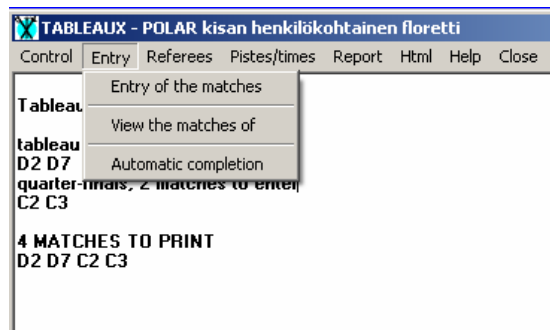 TABLEAUX - POLAR kisan henkilökohtainen floretti
Control Entry Referees Pistes/times Report Html Help Close
Entry of the matches
View the matches of
Automatic completion
Tableau
tableau
D2 D7
quarter-finals, 2 matches to enter
C2 C3
4 MATCHES TO PRINT
D2 D7 C2 C3